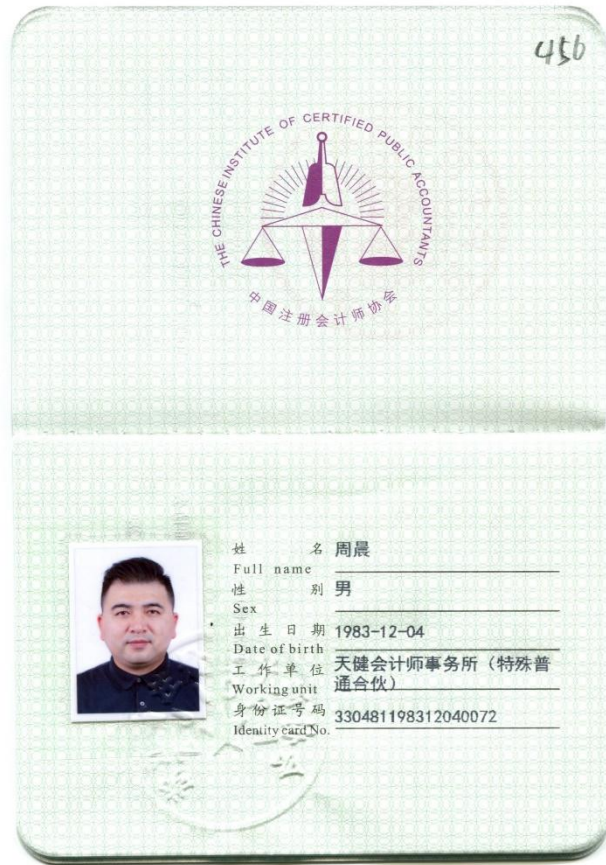 456
THE CHINESE INSTITUTE OF CERTIFIED PUBLIC ACCOUNTANTS
中国注册会计师协会
姓 名 周晨
Full name
性 别 男
Sex
出生日期 1983-12-04
Date of birth
工作单位 天健会计师事务所（特殊普
Working unit 通合伙）
身份证号码 330481198312040072
Identity card No.